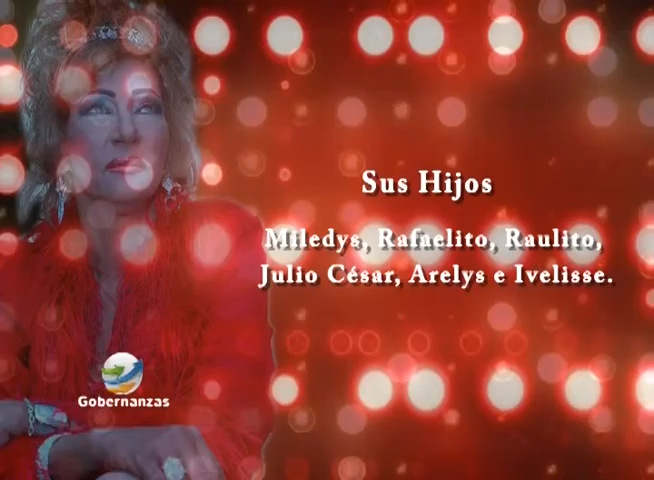 Sus Hijos
Miledys, Rafaelito, Raulito,
Julio César, Arelys e Ivelisse.
Gobernanzas